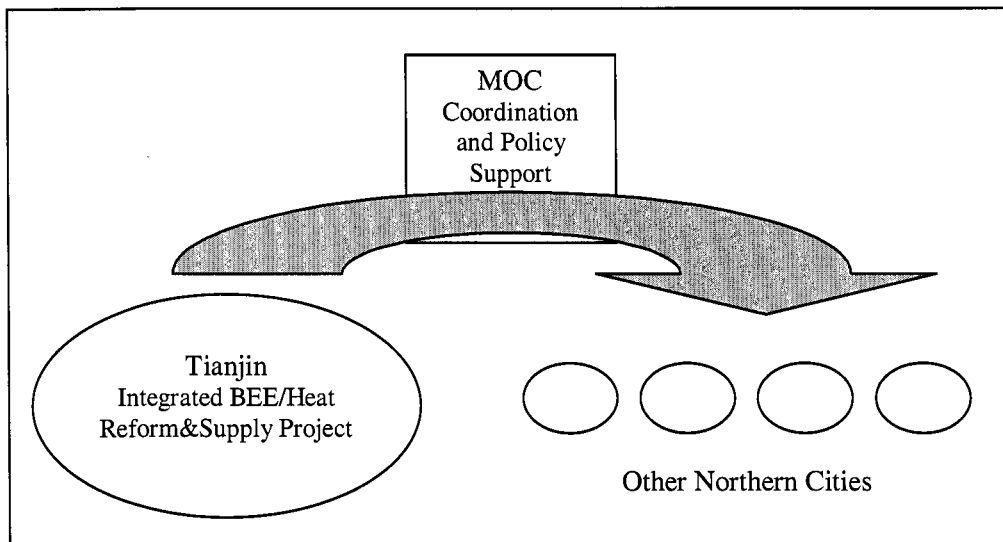 MOC
Coordination
and Policy
Support
Tianjin
Integrated BEE/Heat
Reform&Supply Project
Other Northern Cities